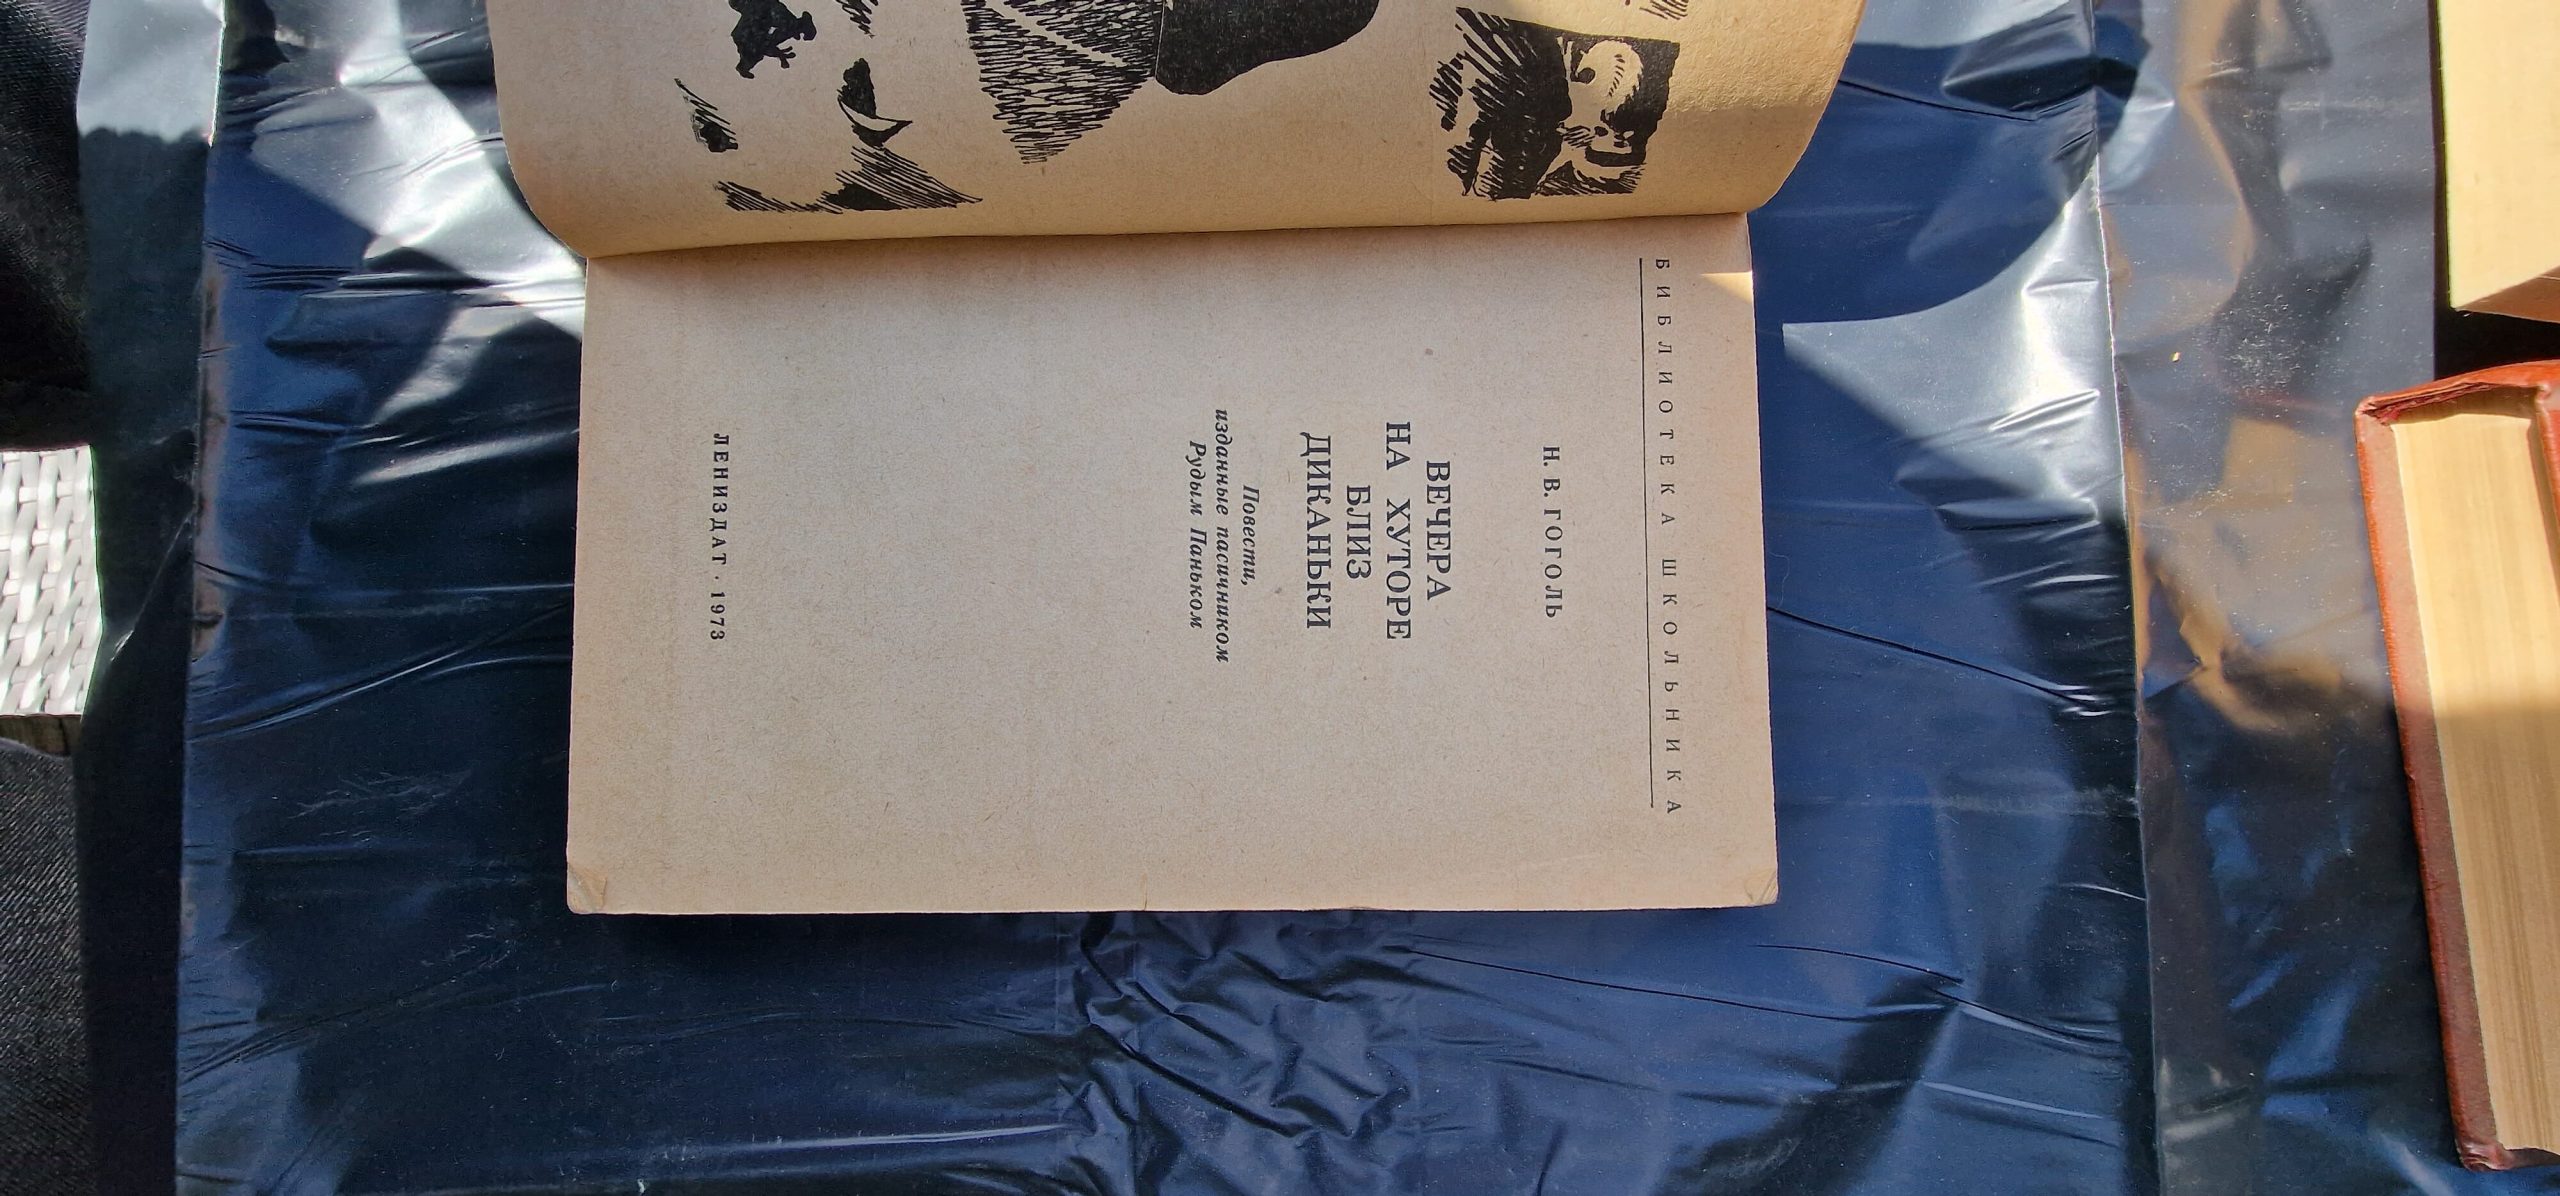 БИБЛИОТЕКА ШКОЛЬНИКА
Н. В. ГОГОЛЬ
ВЕЧЕРА
НА ХУТОРЕ
БЛИЗ
ДИКАНЬКИ
Повести,
изданные пасичником
Рудым Паньком
ЛЕНИЗДАТ · 1973